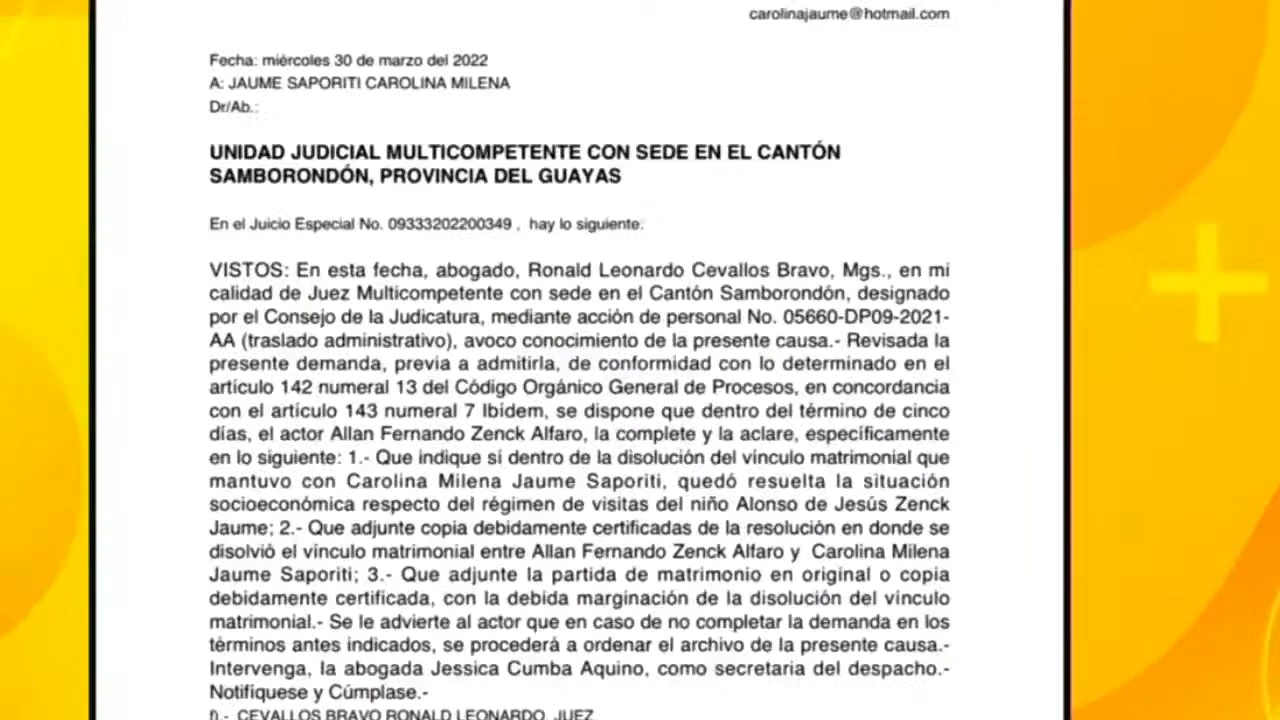 carolinajaume@hotmail.com
Fecha: miércoles 30 de marzo del 2022
A: JAUME SAPORITI CAROLINA MILENA
Dr/Ab.:
UNIDAD JUDICIAL MULTICOMPETENTE CON SEDE EN EL CANTÓN
SAMBORONDÓN, PROVINCIA DEL GUAYAS
En el Juicio Especial No. 09333202200349 , hay lo siguiente:
VISTOS: En esta fecha, abogado, Ronald Leonardo Cevallos Bravo, Mgs., en mi
calidad de Juez Multicompetente con sede en el Cantón Samborondón, designado
por el Consejo de la Judicatura, mediante acción de personal No. 05660-DP09-2021-
AA (traslado administrativo), avoco conocimiento de la presente causa.- Revisada la
presente demanda, previa a admitirla, de conformidad con lo determinado en el
artículo 142 numeral 13 del Código Orgánico General de Procesos, en concordancia
con el artículo 143 numeral 7 Ibidem, se dispone que dentro del término de cinco
días, el actor Allan Fernando Zenck Alfaro, la complete y la aclare, específicamente
en lo siguiente: 1.- Que indique sí dentro de la disolución del vínculo matrimonial que
mantuvo con Carolina Milena Jaume Saporiti, quedó resuelta la situación
socioeconómica respecto del régimen de visitas del niño Alonso de Jesús Zenck
Jaume; 2.- Que adjunte copia debidamente certificadas de la resolución en donde se
disolvió el vínculo matrimonial entre Allan Fernando Zenck Alfaro y Carolina Milena
Jaume Saporiti; 3.- Que adjunte la partida de matrimonio en original o copia
debidamente certificada, con la debida marginación de la disolución del vínculo
matrimonial.- Se le advierte al actor que en caso de no completar la demanda en los
términos antes indicados, se procederá a ordenar el archivo de la presente causa.-
Intervenga, la abogada Jessica Cumba Aquino, como secretaria del despacho.-
Notifíquese y Cúmplase.-
f).- CEVALLOS BRAVO RONALD LEONARDO, JUEZ.